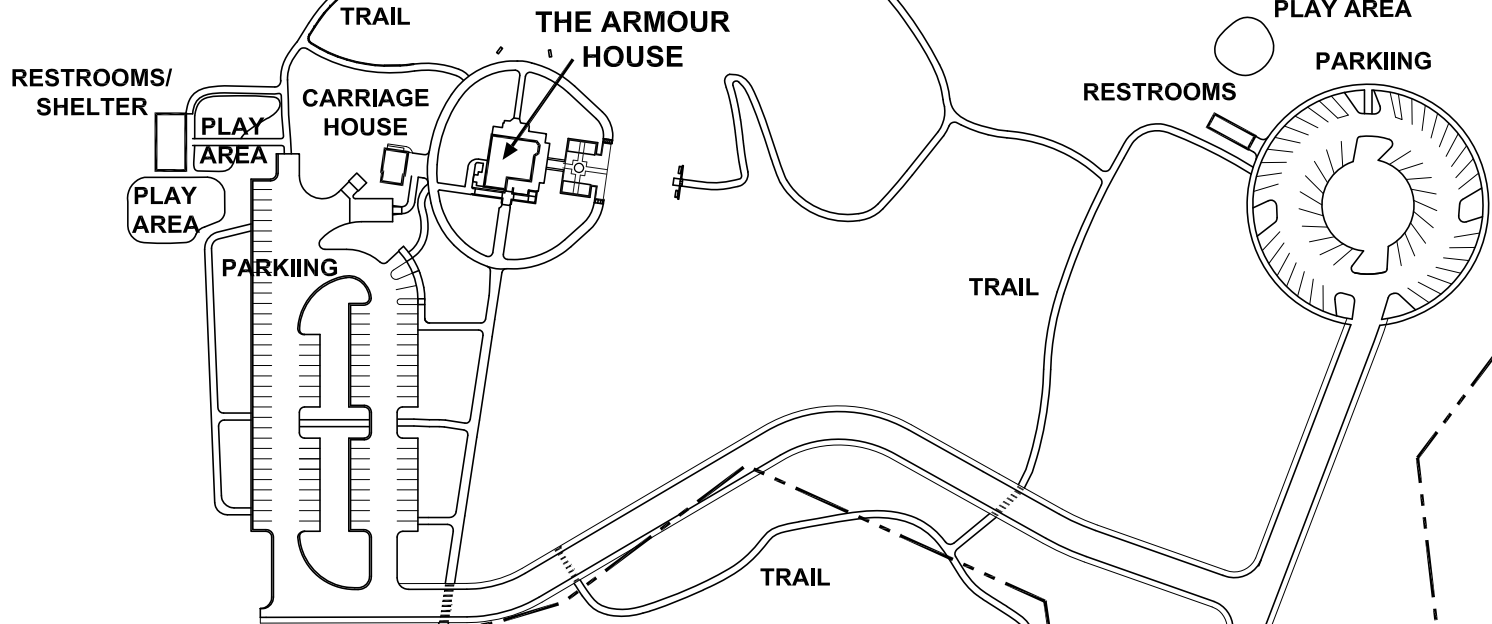 TRAIL
THE ARMOUR
HOUSE
PLAY AREA
PARKIING
RESTROOMS/
SHELTER
CARRIAGE
HOUSE
RESTROOMS
PLAY
AREA
PLAY
AREA
PARKIING
TRAIL
TRAIL